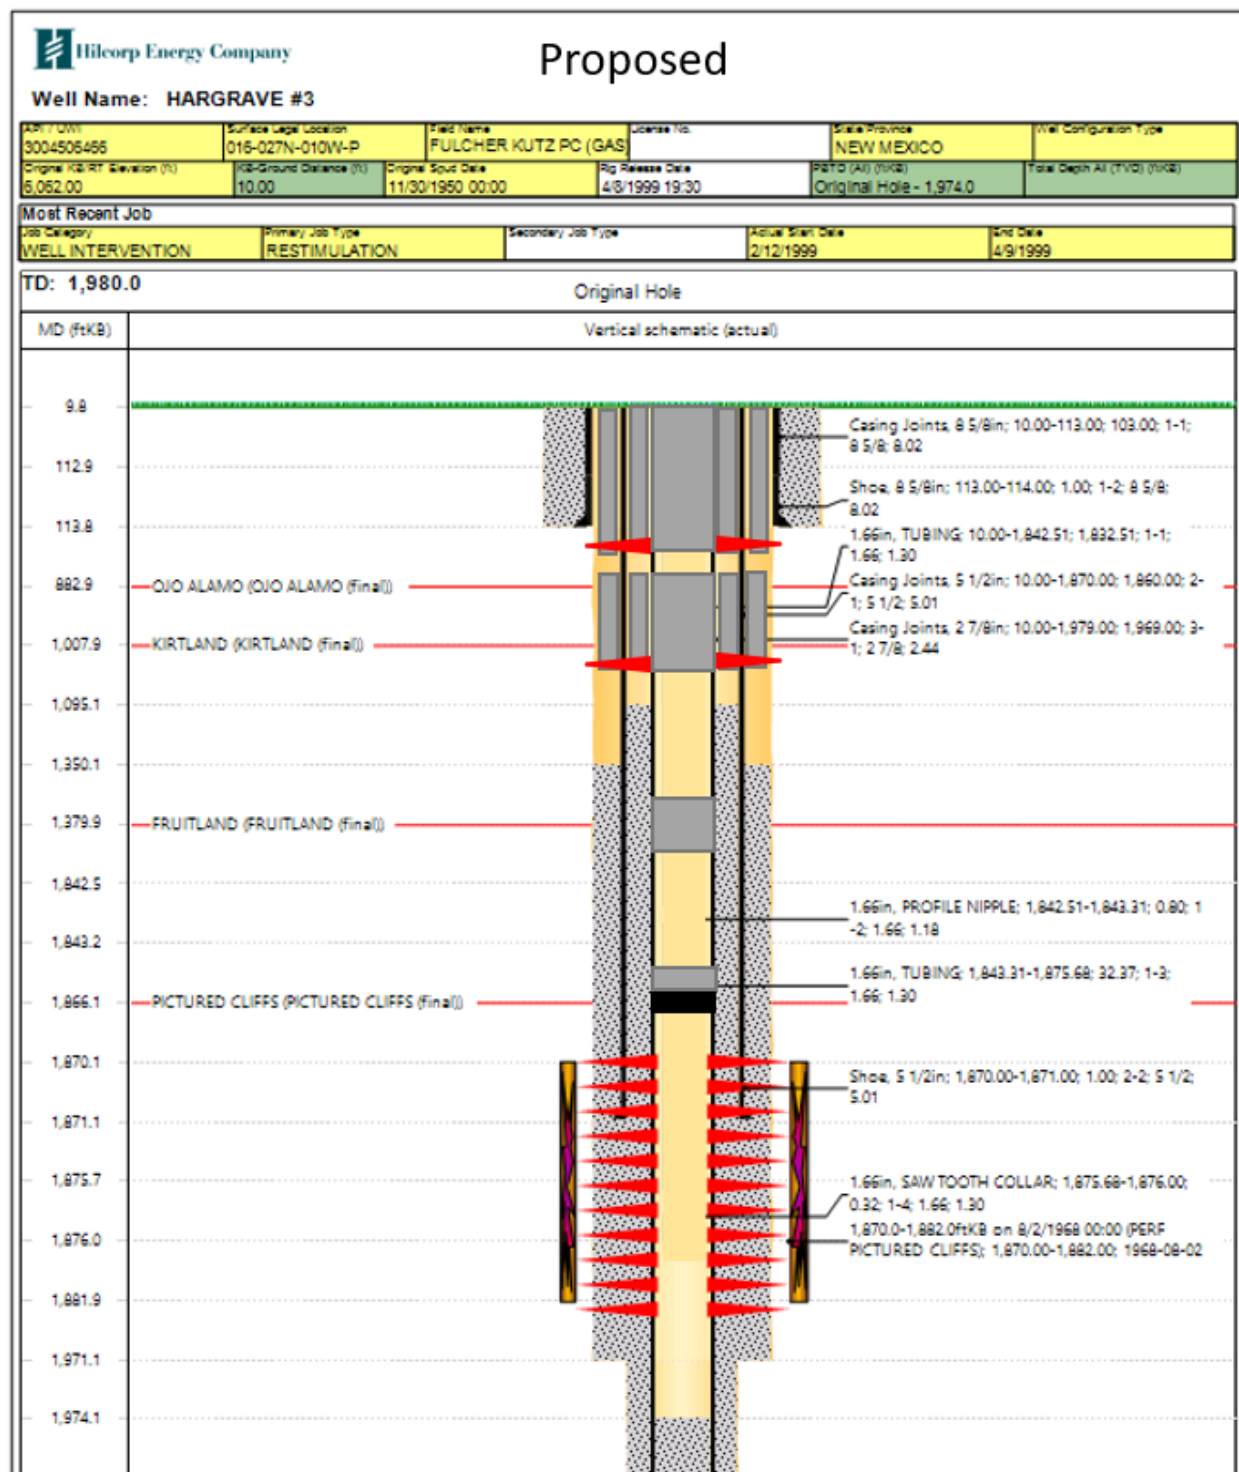 Hilcorp Energy Company
Proposed
Well Name: HARGRAVE #3
API / UWI Surface Legal Location Field Name License No. State/Province Well Configuration Type
3004506466 016-027N-010W-P FULCHER KUTZ PC (GAS) NEW MEXICO
Original KB/RT Elevation (ft) KB-Ground Distance (ft) Original Spud Date Rig Release Date PBTD (All) (ftKB) Total Depth All (TVD) (ftKB)
6,062.00 10.00 11/30/1950 00:00 4/8/1999 19:30 Original Hole - 1,974.0
Most Recent Job
Job Category Primary Job Type Secondary Job Type Actual Start Date End Date
WELL INTERVENTION RESTIMULATION 2/12/1999 4/9/1999
TD: 1,980.0
Original Hole
MD (ftKB) Vertical schematic (actual)
9.8
Casing Joints, 8 5/8in; 10.00-113.00; 103.00; 1-1;
8 5/8; 8.02
112.9
Shoe, 8 5/8in; 113.00-114.00; 1.00; 1-2; 8 5/8;
8.02
113.8
1.66in, TUBING; 10.00-1,842.51; 1,832.51; 1-1;
1.66; 1.30
882.9
OJO ALAMO (OJO ALAMO (final))
Casing Joints, 5 1/2in; 10.00-1,870.00; 1,860.00; 2-
1; 5 1/2; 5.01
Casing Joints, 2 7/8in; 10.00-1,979.00; 1,969.00; 3-
1; 2 7/8; 2.44
1,007.9
KIRTLAND (KIRTLAND (final))
1,095.1
1,350.1
1,379.9
FRUITLAND (FRUITLAND (final))
1,842.5
1.66in, PROFILE NIPPLE; 1,842.51-1,843.31; 0.80; 1
-2; 1.66; 1.18
1,843.2
1.66in, TUBING; 1,843.31-1,875.68; 32.37; 1-3;
1.66; 1.30
1,866.1
PICTURED CLIFFS (PICTURED CLIFFS (final))
1,870.1
Shoe, 5 1/2in; 1,870.00-1,871.00; 1.00; 2-2; 5 1/2;
5.01
1,871.1
1,875.7
1.66in, SAW TOOTH COLLAR; 1,875.68-1,876.00;
0.32; 1-4; 1.66; 1.30
1,876.0
1,870.0-1,882.0ftKB on 8/2/1968 00:00 (PERF
PICTURED CLIFFS); 1,870.00-1,882.00; 1968-08-02
1,881.9
1,971.1
1,974.1